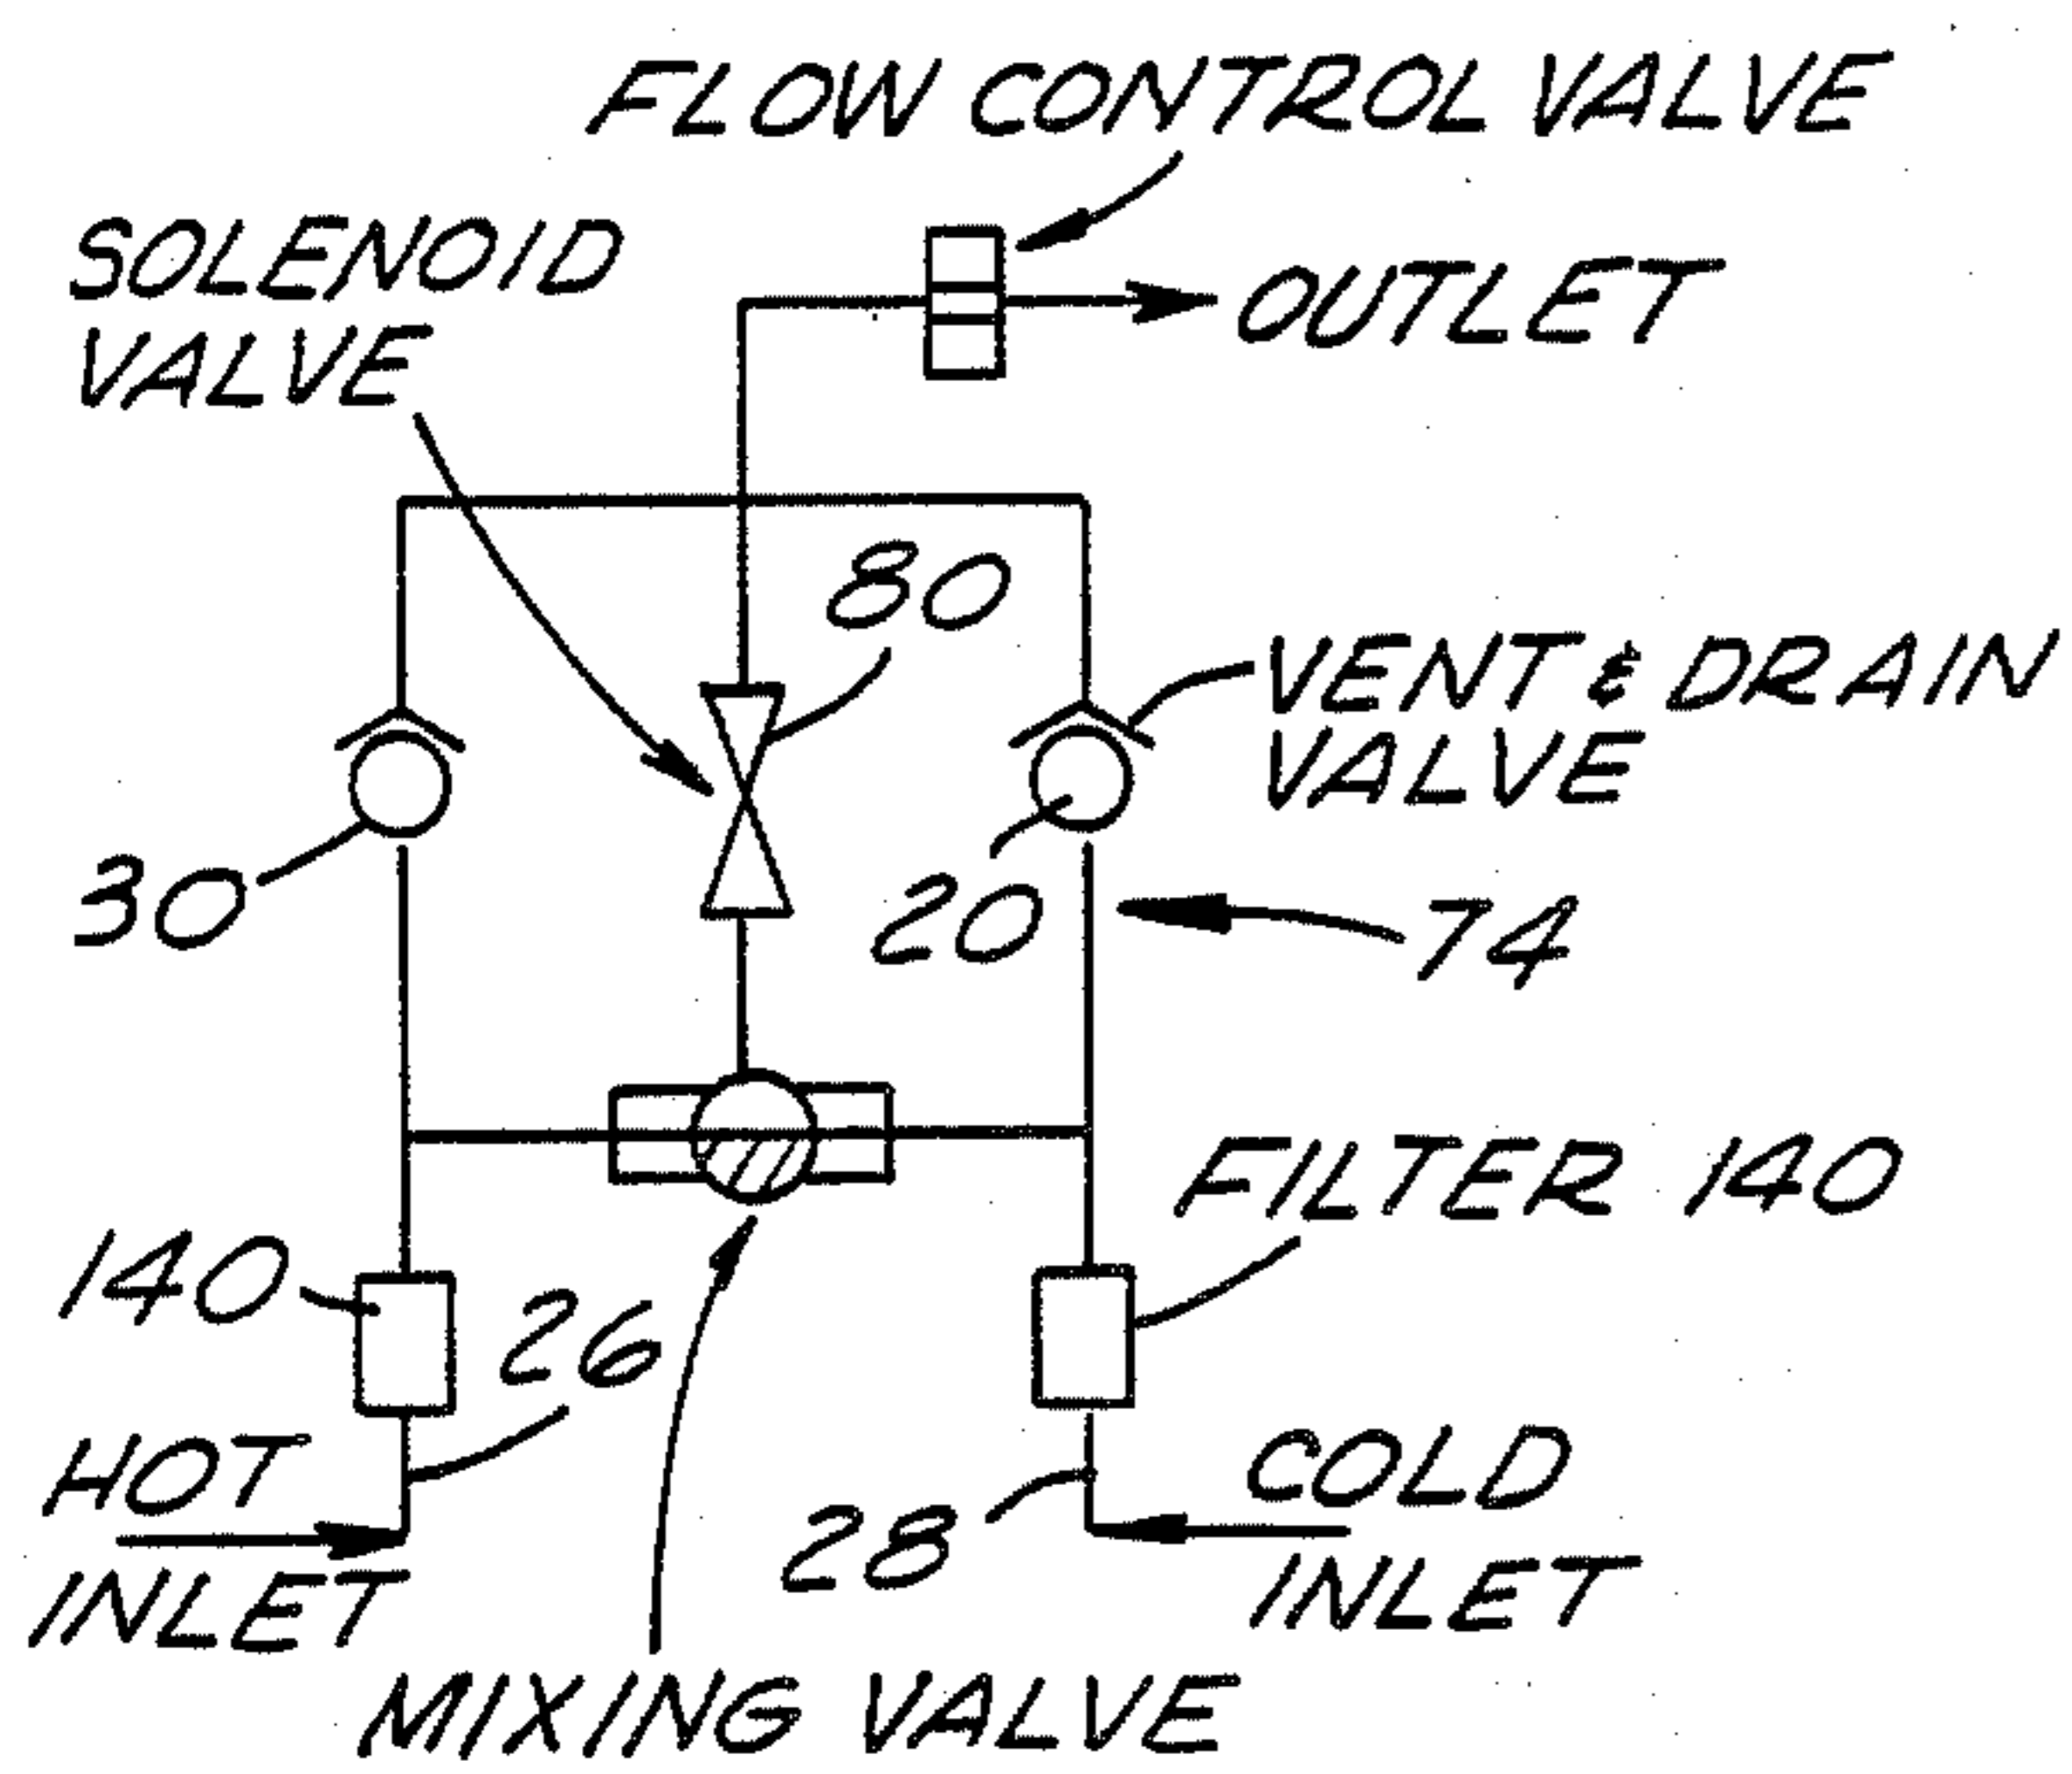 FLOW CONTROL VALVE
SOLENOID
VALVE
OUTLET
80
VENT & DRAIN
VALVE
30
20
74
FILTER 140
140
26
HOT
INLET
28
COLD
INLET
MIXING VALVE